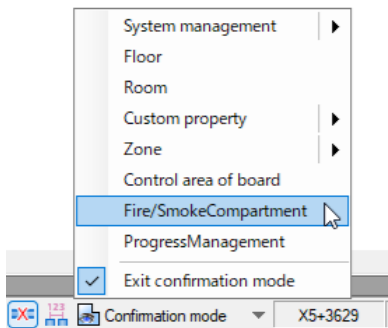 System management
Floor
Room
Custom property
Zone
Control area of board
Fire/SmokeCompartment
ProgressManagement
Exit confirmation mode
=X= 123 Confirmation mode X5+3629